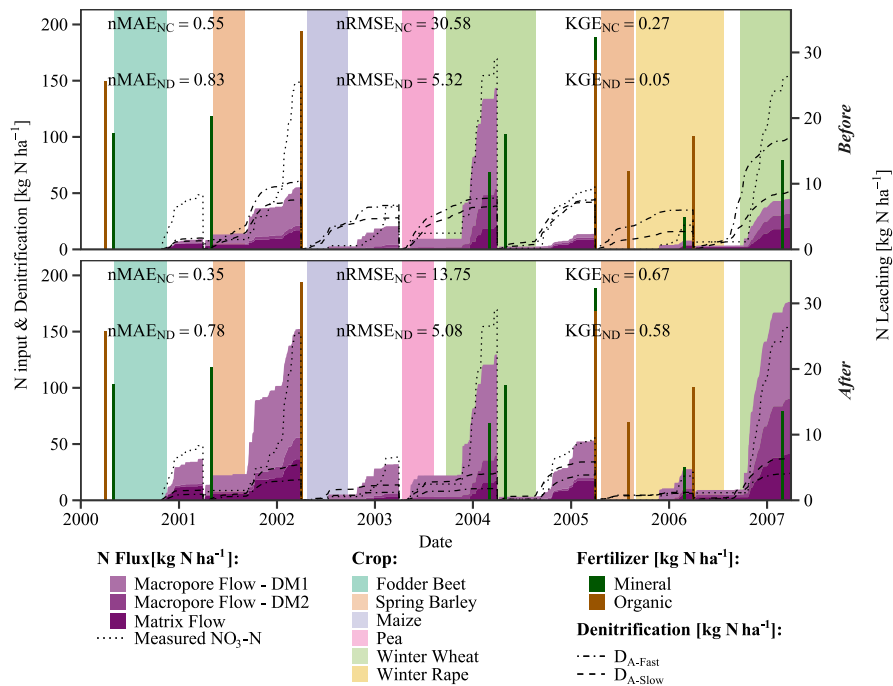 N input & Denitrification [kg N ha⁻¹]
N Leaching [kg N ha⁻¹]
nMAE_NC = 0.55 nRMSE_NC = 30.58 KGE_NC = 0.27
nMAE_ND = 0.83 nRMSE_ND = 5.32 KGE_ND = 0.05
200
150
100
50
0
30
20
10
0
Before
nMAE_NC = 0.35 nRMSE_NC = 13.75 KGE_NC = 0.67
nMAE_ND = 0.78 nRMSE_ND = 5.08 KGE_ND = 0.58
200
150
100
50
0
30
20
10
0
After
2000 2001 2002 2003 2004 2005 2006 2007
Date
N Flux[kg N ha⁻¹]:
Macropore Flow - DM1
Macropore Flow - DM2
Matrix Flow
Measured NO₃-N
Crop:
Fodder Beet
Spring Barley
Maize
Pea
Winter Wheat
Winter Rape
Fertilizer [kg N ha⁻¹]:
Mineral
Organic
Denitrification [kg N ha⁻¹]:
D_A-Fast
D_A-Slow